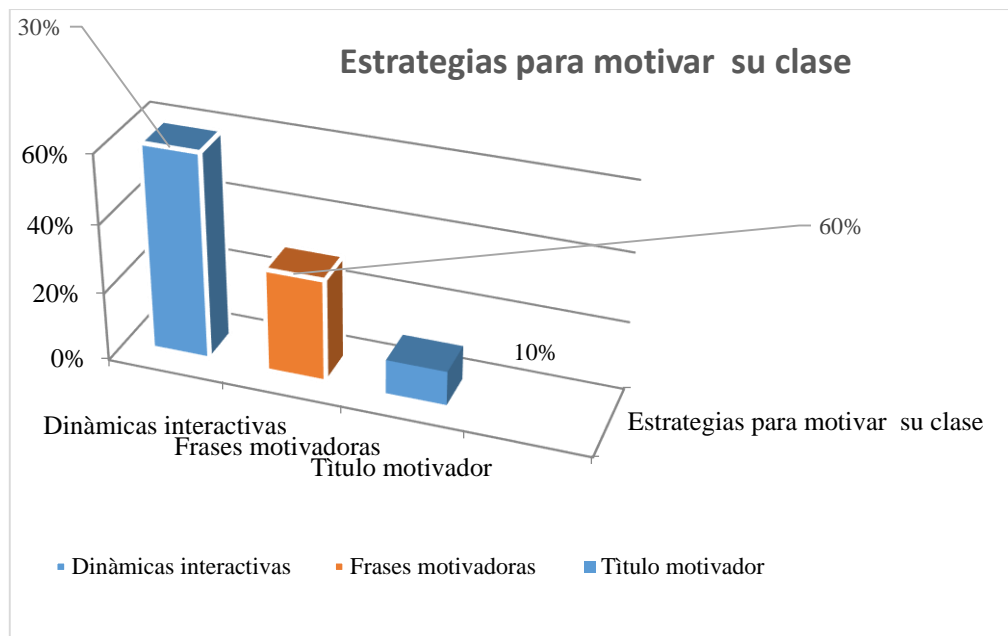 30%
Estrategias para motivar  su clase
60%
40%
20%
0%
60%
10%
Dinàmicas interactivas
Frases motivadoras
Tìtulo motivador
Estrategias para motivar  su clase
Dinàmicas interactivas Frases motivadoras Tìtulo motivador